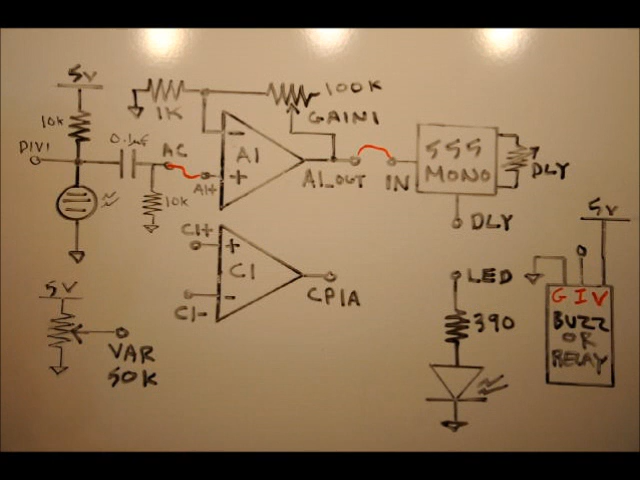 5V
10K
DIV1
0.1uF
AC
10K
A1+
1K
100K
GAIN1
-
A1
+
A1OUT
IN
555
MONO
DLY
DLY
C1+
+
C1
-
C1-
CP1A
5V
VAR
50K
LED
390
5V
G I V
BUZZ
OR
RELAY